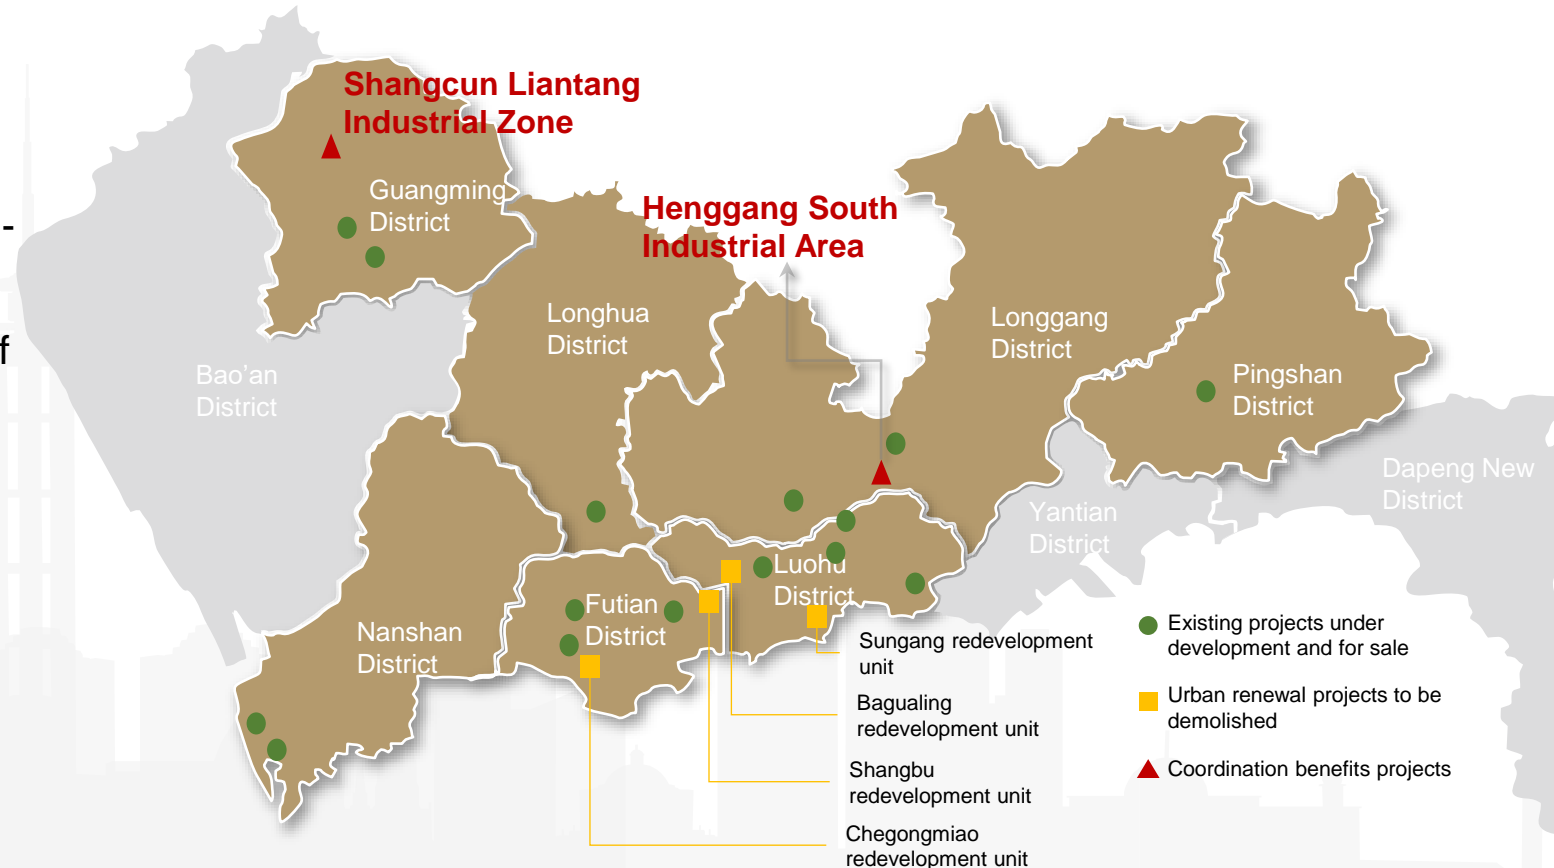 Shangcun Liantang
Industrial Zone
Guangming
District
-
Henggang South
Industrial Area
Longhua
District
Longgang
District
f
Bao'an
District
Pingshan
District
Dapeng New
District
Yantian
District
Luohu
District
Futian
District
Nanshan
District
Sungang redevelopment
unit
Bagualing
redevelopment unit
Shangbu
redevelopment unit
Chegongmiao
redevelopment unit
Existing projects under
development and for sale
Urban renewal projects to be
demolished
Coordination benefits projects